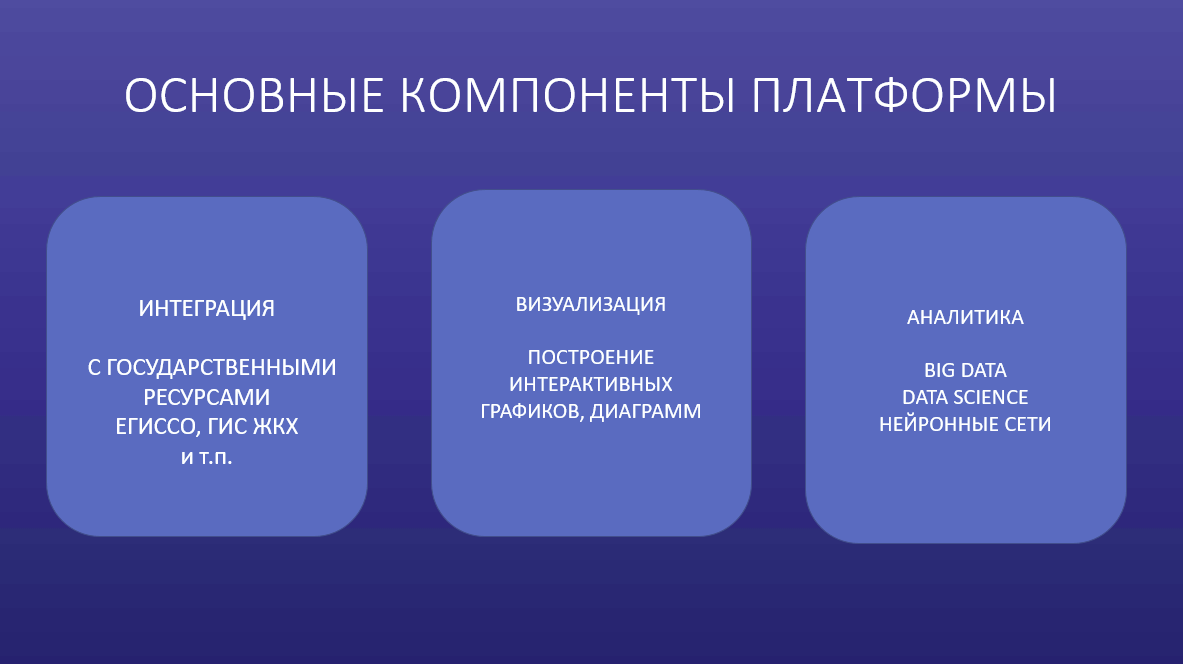 ОСНОВНЫЕ КОМПОНЕНТЫ ПЛАТФОРМЫ
ИНТЕГРАЦИЯ
С ГОСУДАРСТВЕННЫМИ
РЕСУРСАМИ
ЕГИССО, ГИС ЖКХ
и т.п.
ВИЗУАЛИЗАЦИЯ
ПОСТРОЕНИЕ
ИНТЕРАКТИВНЫХ
ГРАФИКОВ, ДИАГРАММ
АНАЛИТИКА
BIG DATA
DATA SCIENCE
НЕЙРОННЫЕ СЕТИ